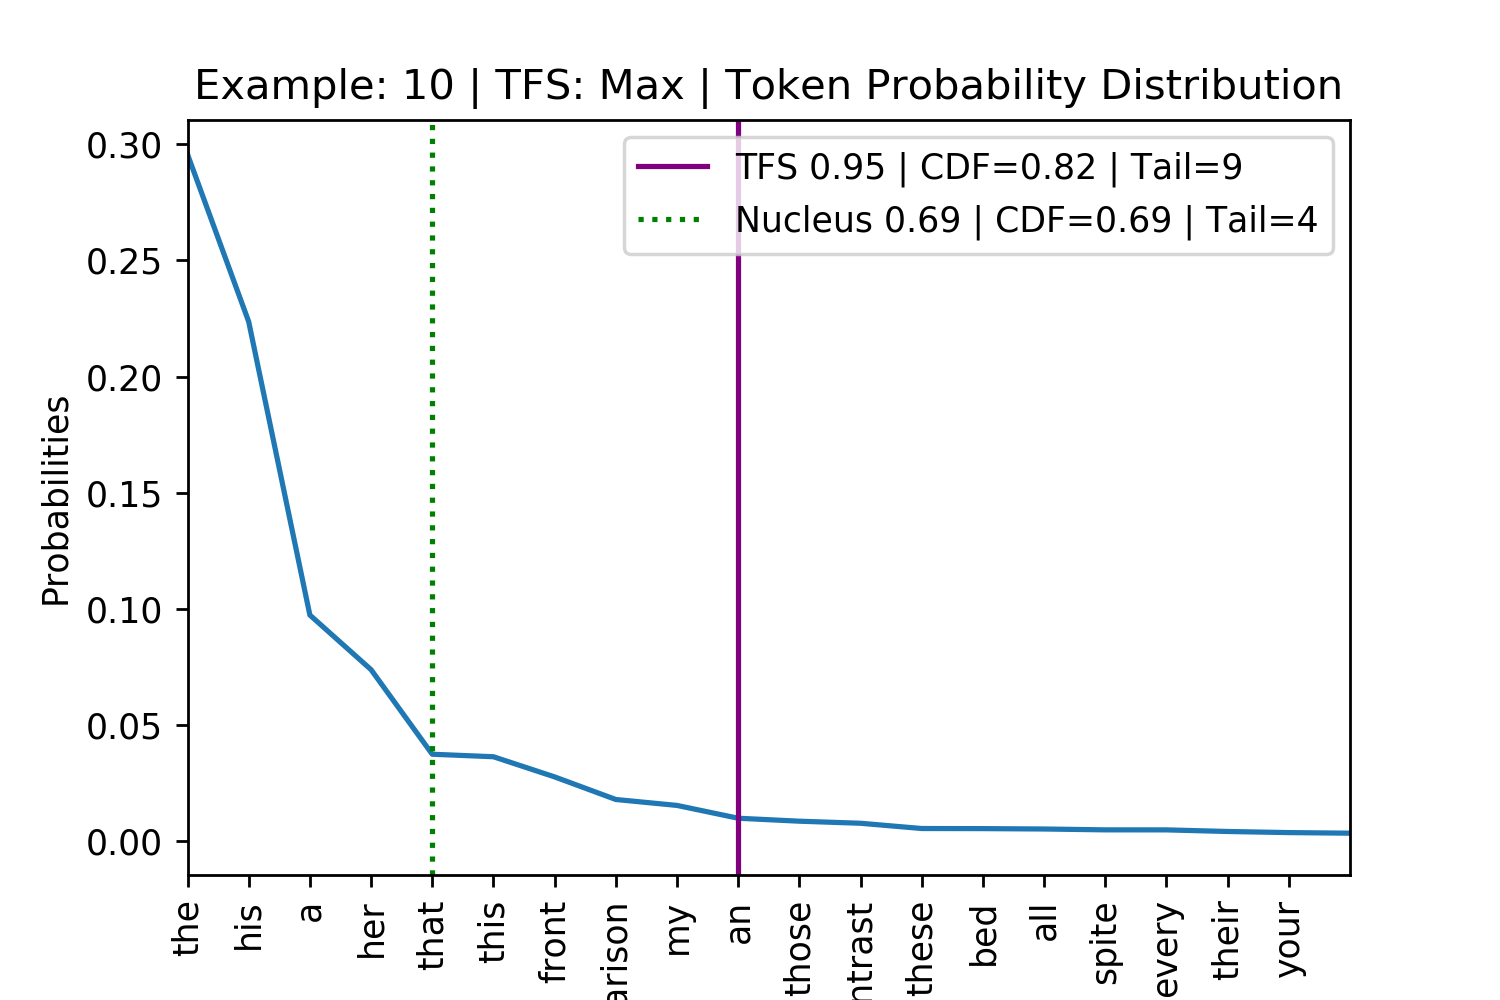 Example: 10 | TFS: Max | Token Probability Distribution
TFS 0.95 | CDF=0.82 | Tail=9
Nucleus 0.69 | CDF=0.69 | Tail=4
Probabilities
0.30
0.25
0.20
0.15
0.10
0.05
0.00
the
his
a
her
that
this
front
my
an
those
these
bed
all
spite
every
their
your